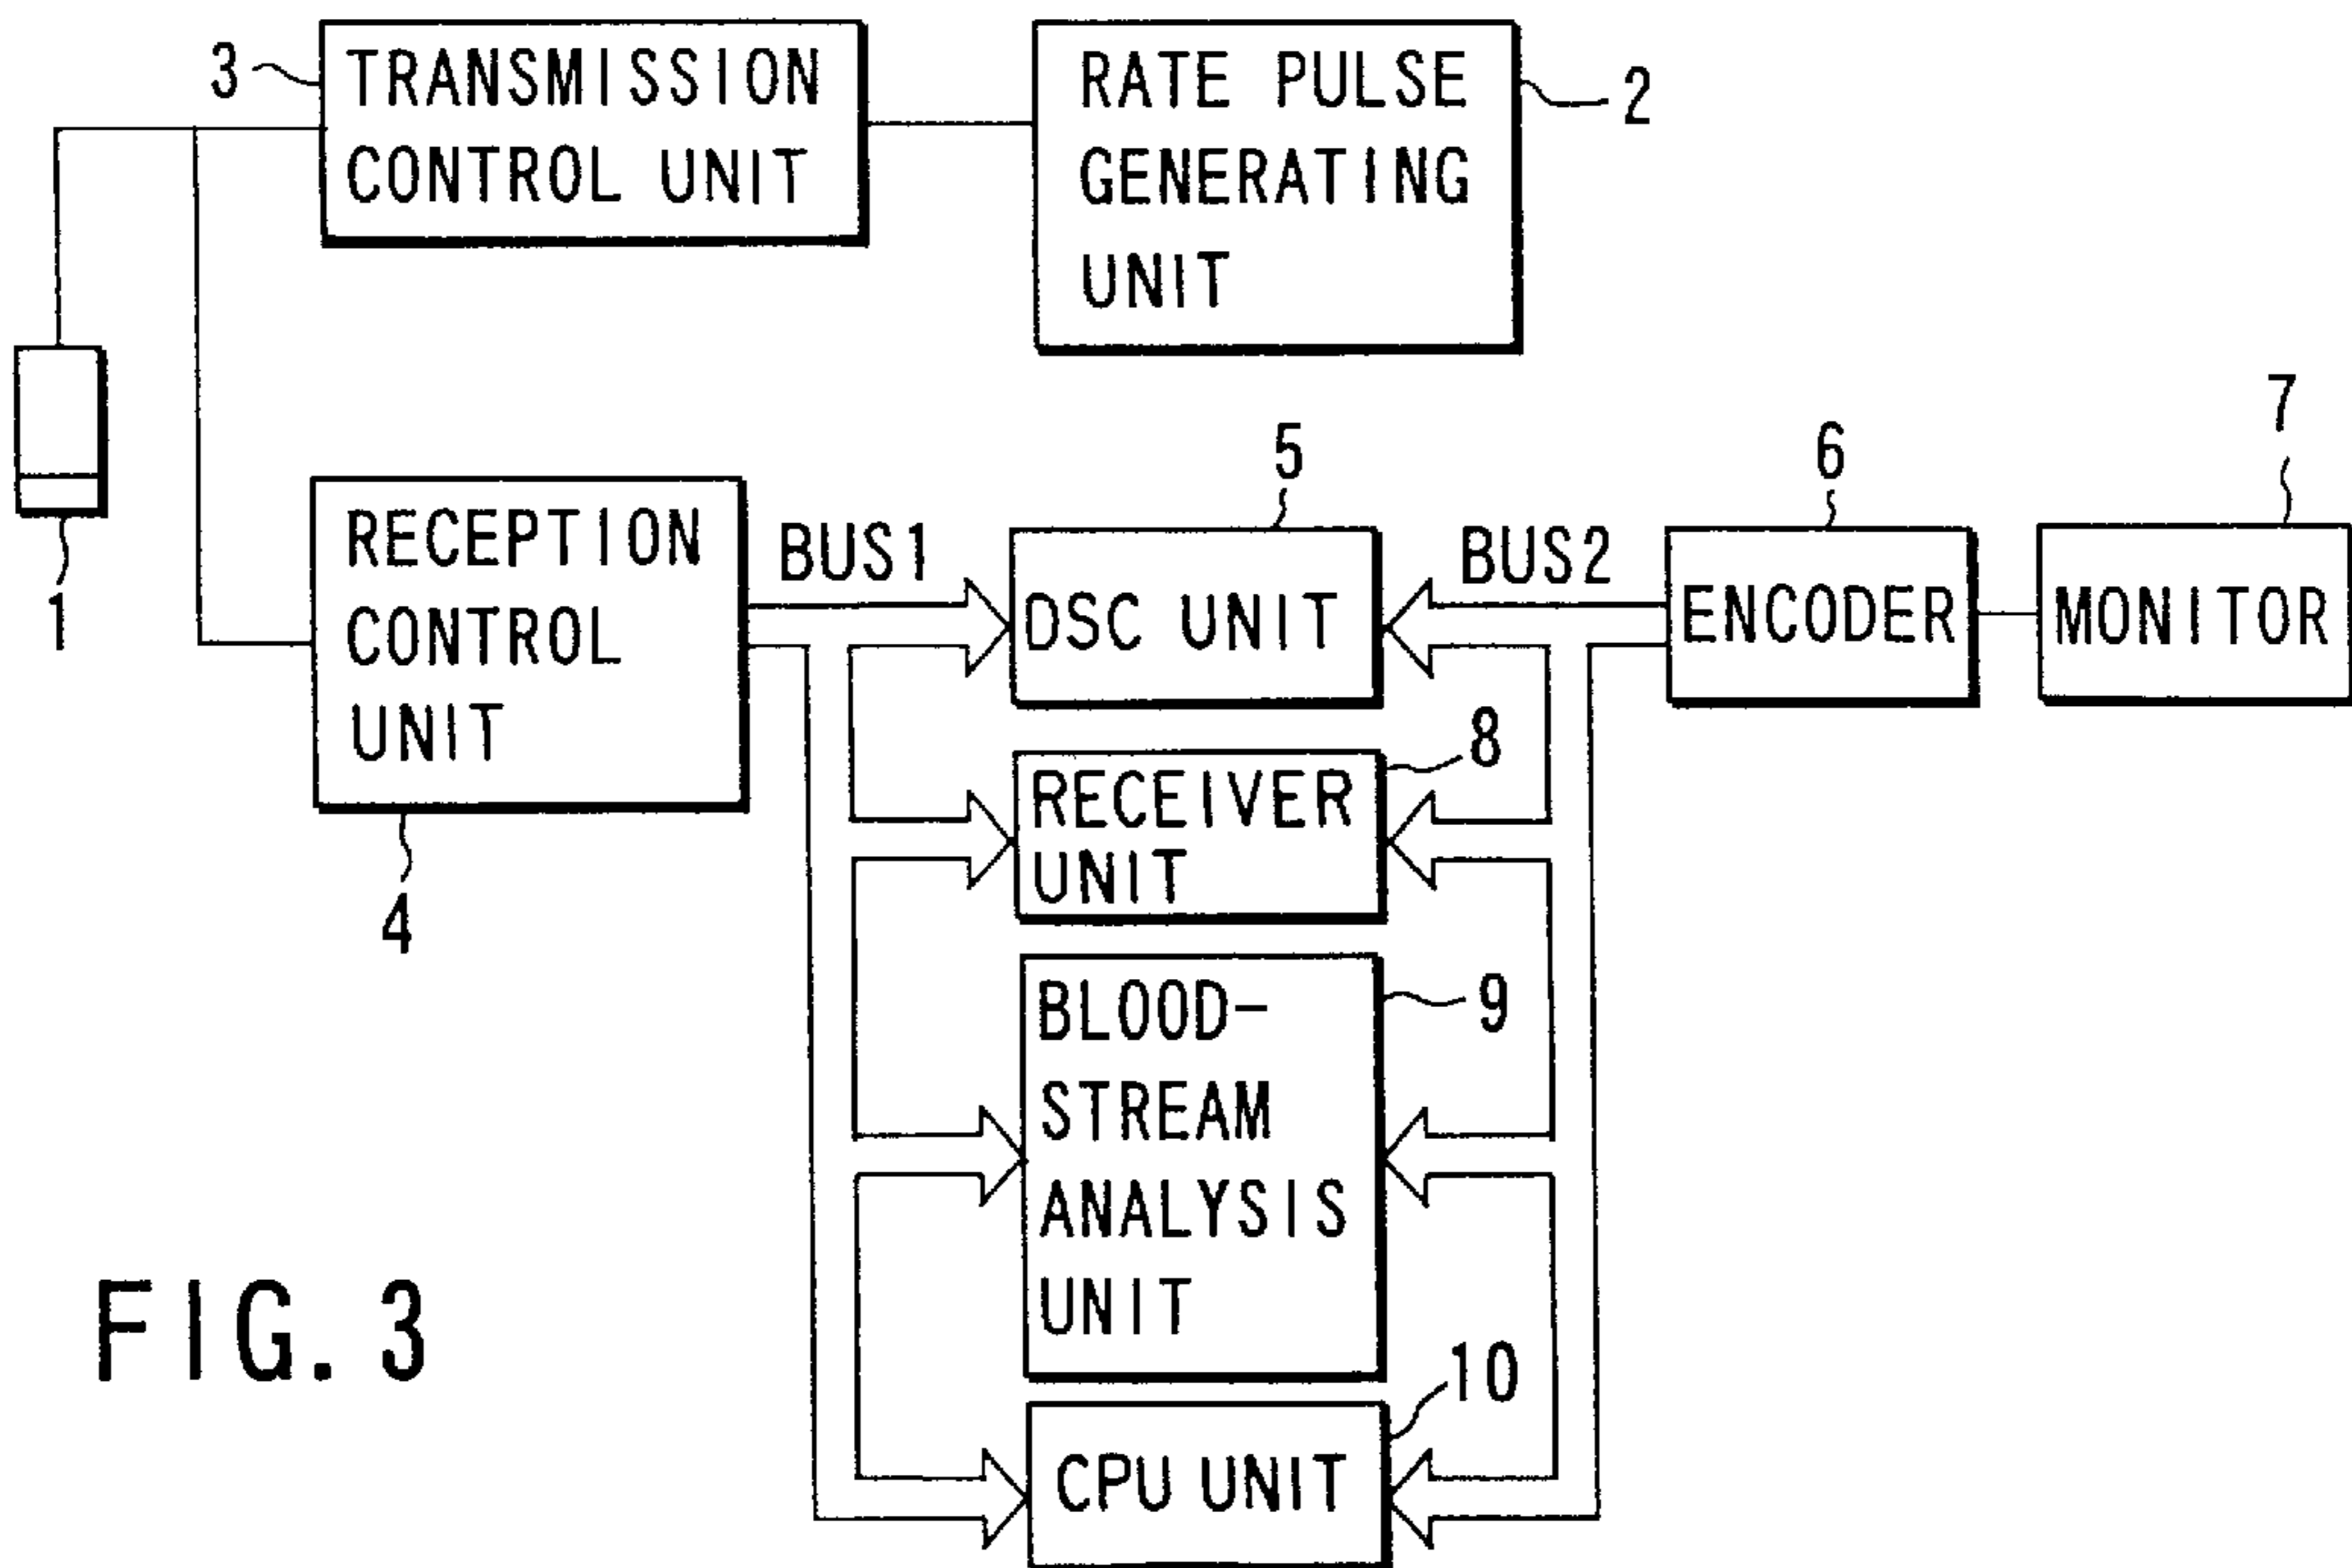 3
TRANSMISSION
CONTROL UNIT
RATE PULSE
GENERATING
UNIT
2
1
RECEPTION
CONTROL
UNIT
4
BUS1
5
DSC UNIT
BUS2
6
ENCODER
7
MONITOR
8
RECEIVER
UNIT
9
BLOOD-
STREAM
ANALYSIS
UNIT
10
CPU UNIT
FIG. 3